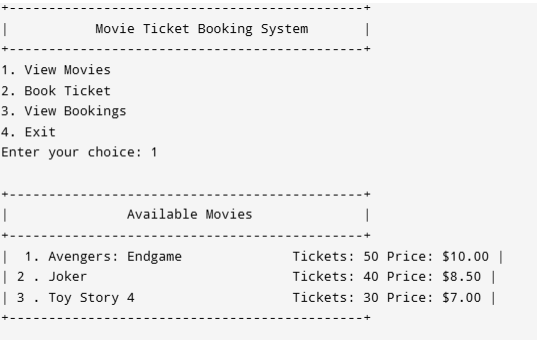 +---------------------------------------------+
|           Movie Ticket Booking System       |
+---------------------------------------------+
1. View Movies
2. Book Ticket
3. View Bookings
4. Exit
Enter your choice: 1

+---------------------------------------------+
|               Available Movies              |
+---------------------------------------------+
|  1. Avengers: Endgame              Tickets: 50 Price: $10.00 |
| 2 . Joker                          Tickets: 40 Price: $8.50 |
| 3 . Toy Story 4                    Tickets: 30 Price: $7.00 |
+---------------------------------------------+